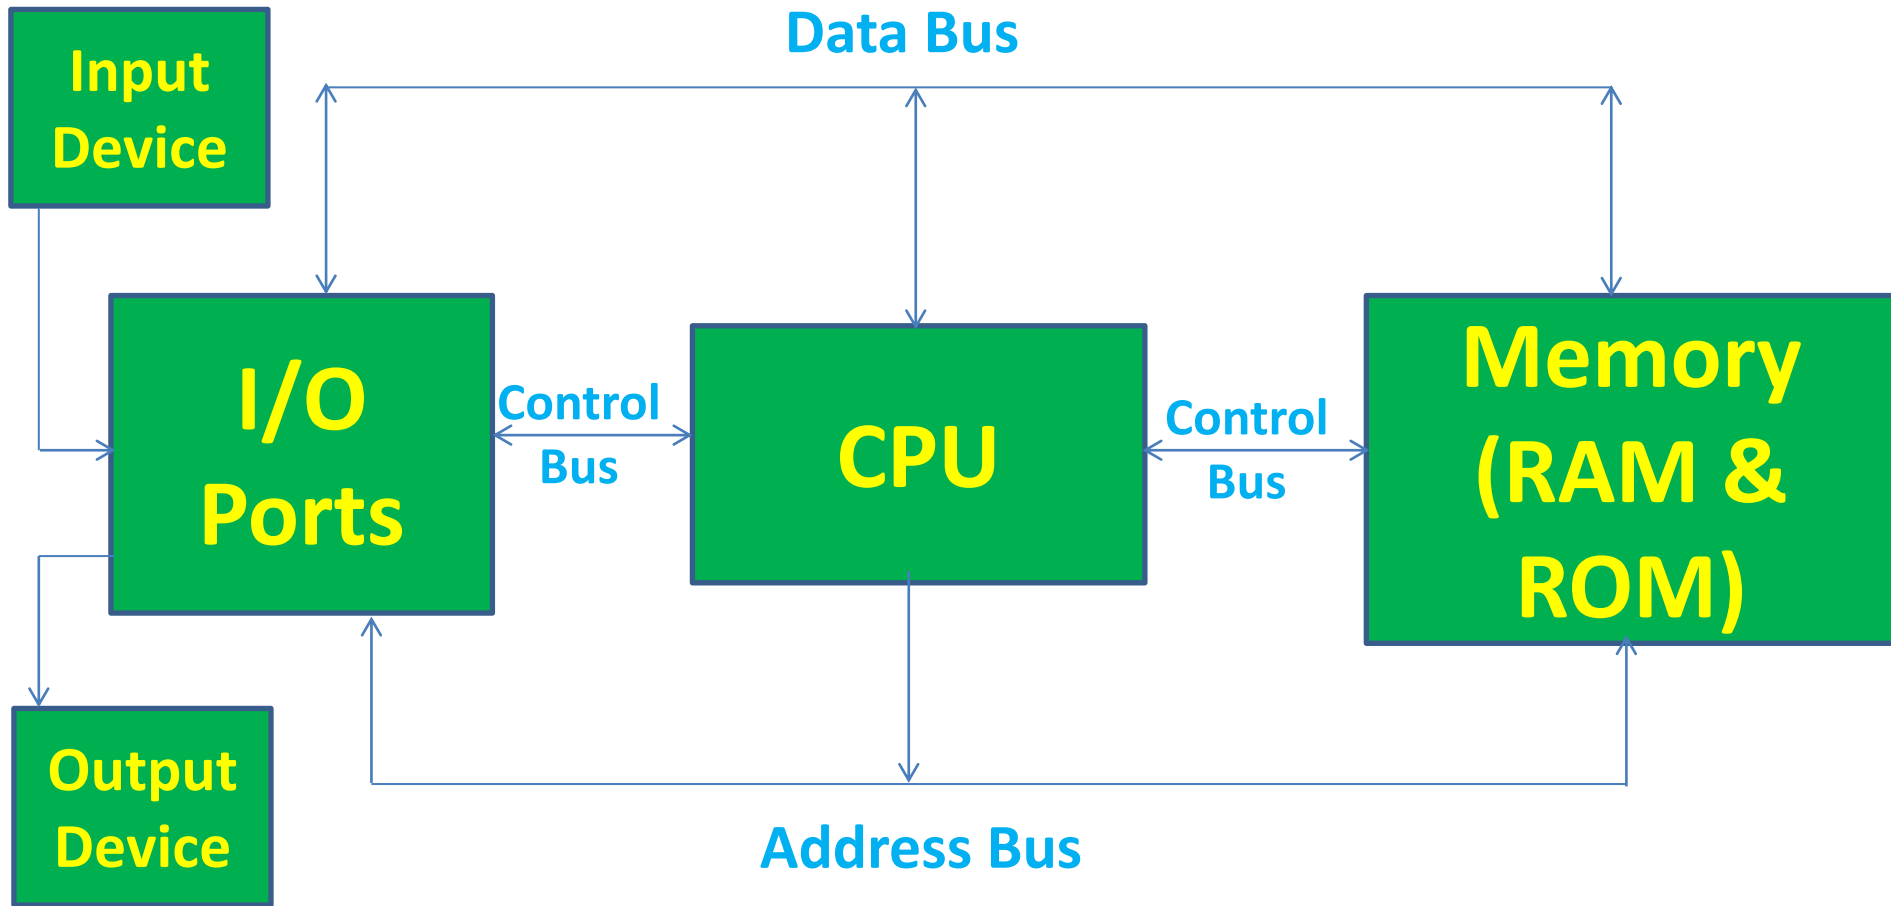 Data Bus
Input
Device
I/O
Ports
Control
Bus
CPU
Control
Bus
Memory
(RAM &
ROM)
Output
Device
Address Bus